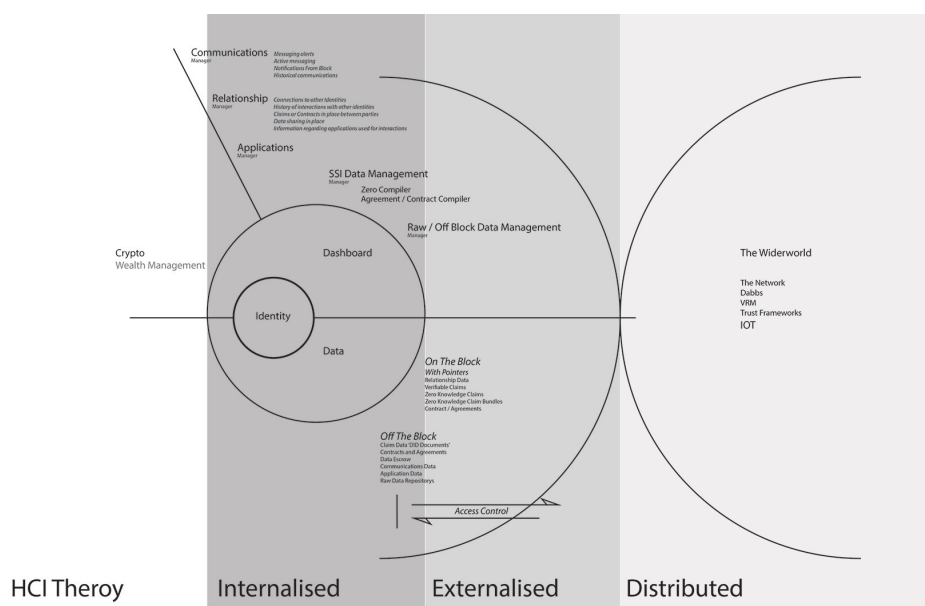 Communications
Manager
Messaging alerts
Active messaging
Notifications From Block
Historical communications
Relationship
Manager
Connections to other Identities
History of interactions with other identities
Claims or Contracts in place between parties
Data sharing in place
Information regarding applications used for interactions
Applications
Manager
SSI Data Management
Manager
Zero Compiler
Agreement / Contract Compiler
Raw / Off Block Data Management
Manager
Crypto
Wealth Management
Dashboard
Identity
Data
The Widerworld
The Network
Dabbs
VRM
Trust Frameworks
IOT
On The Block
With Pointers
Relationship Data
Verifiable Claims
Zero Knowledge Claims
Zero Knowledge Claim Bundles
Contract / Agreements
Off The Block
Claim Data 'DID Documents'
Contracts and Agreements
Data Escrow
Communications Data
Application Data
Raw Data Repositorys
Access Control
HCI Theroy
Internalised
Externalised
Distributed